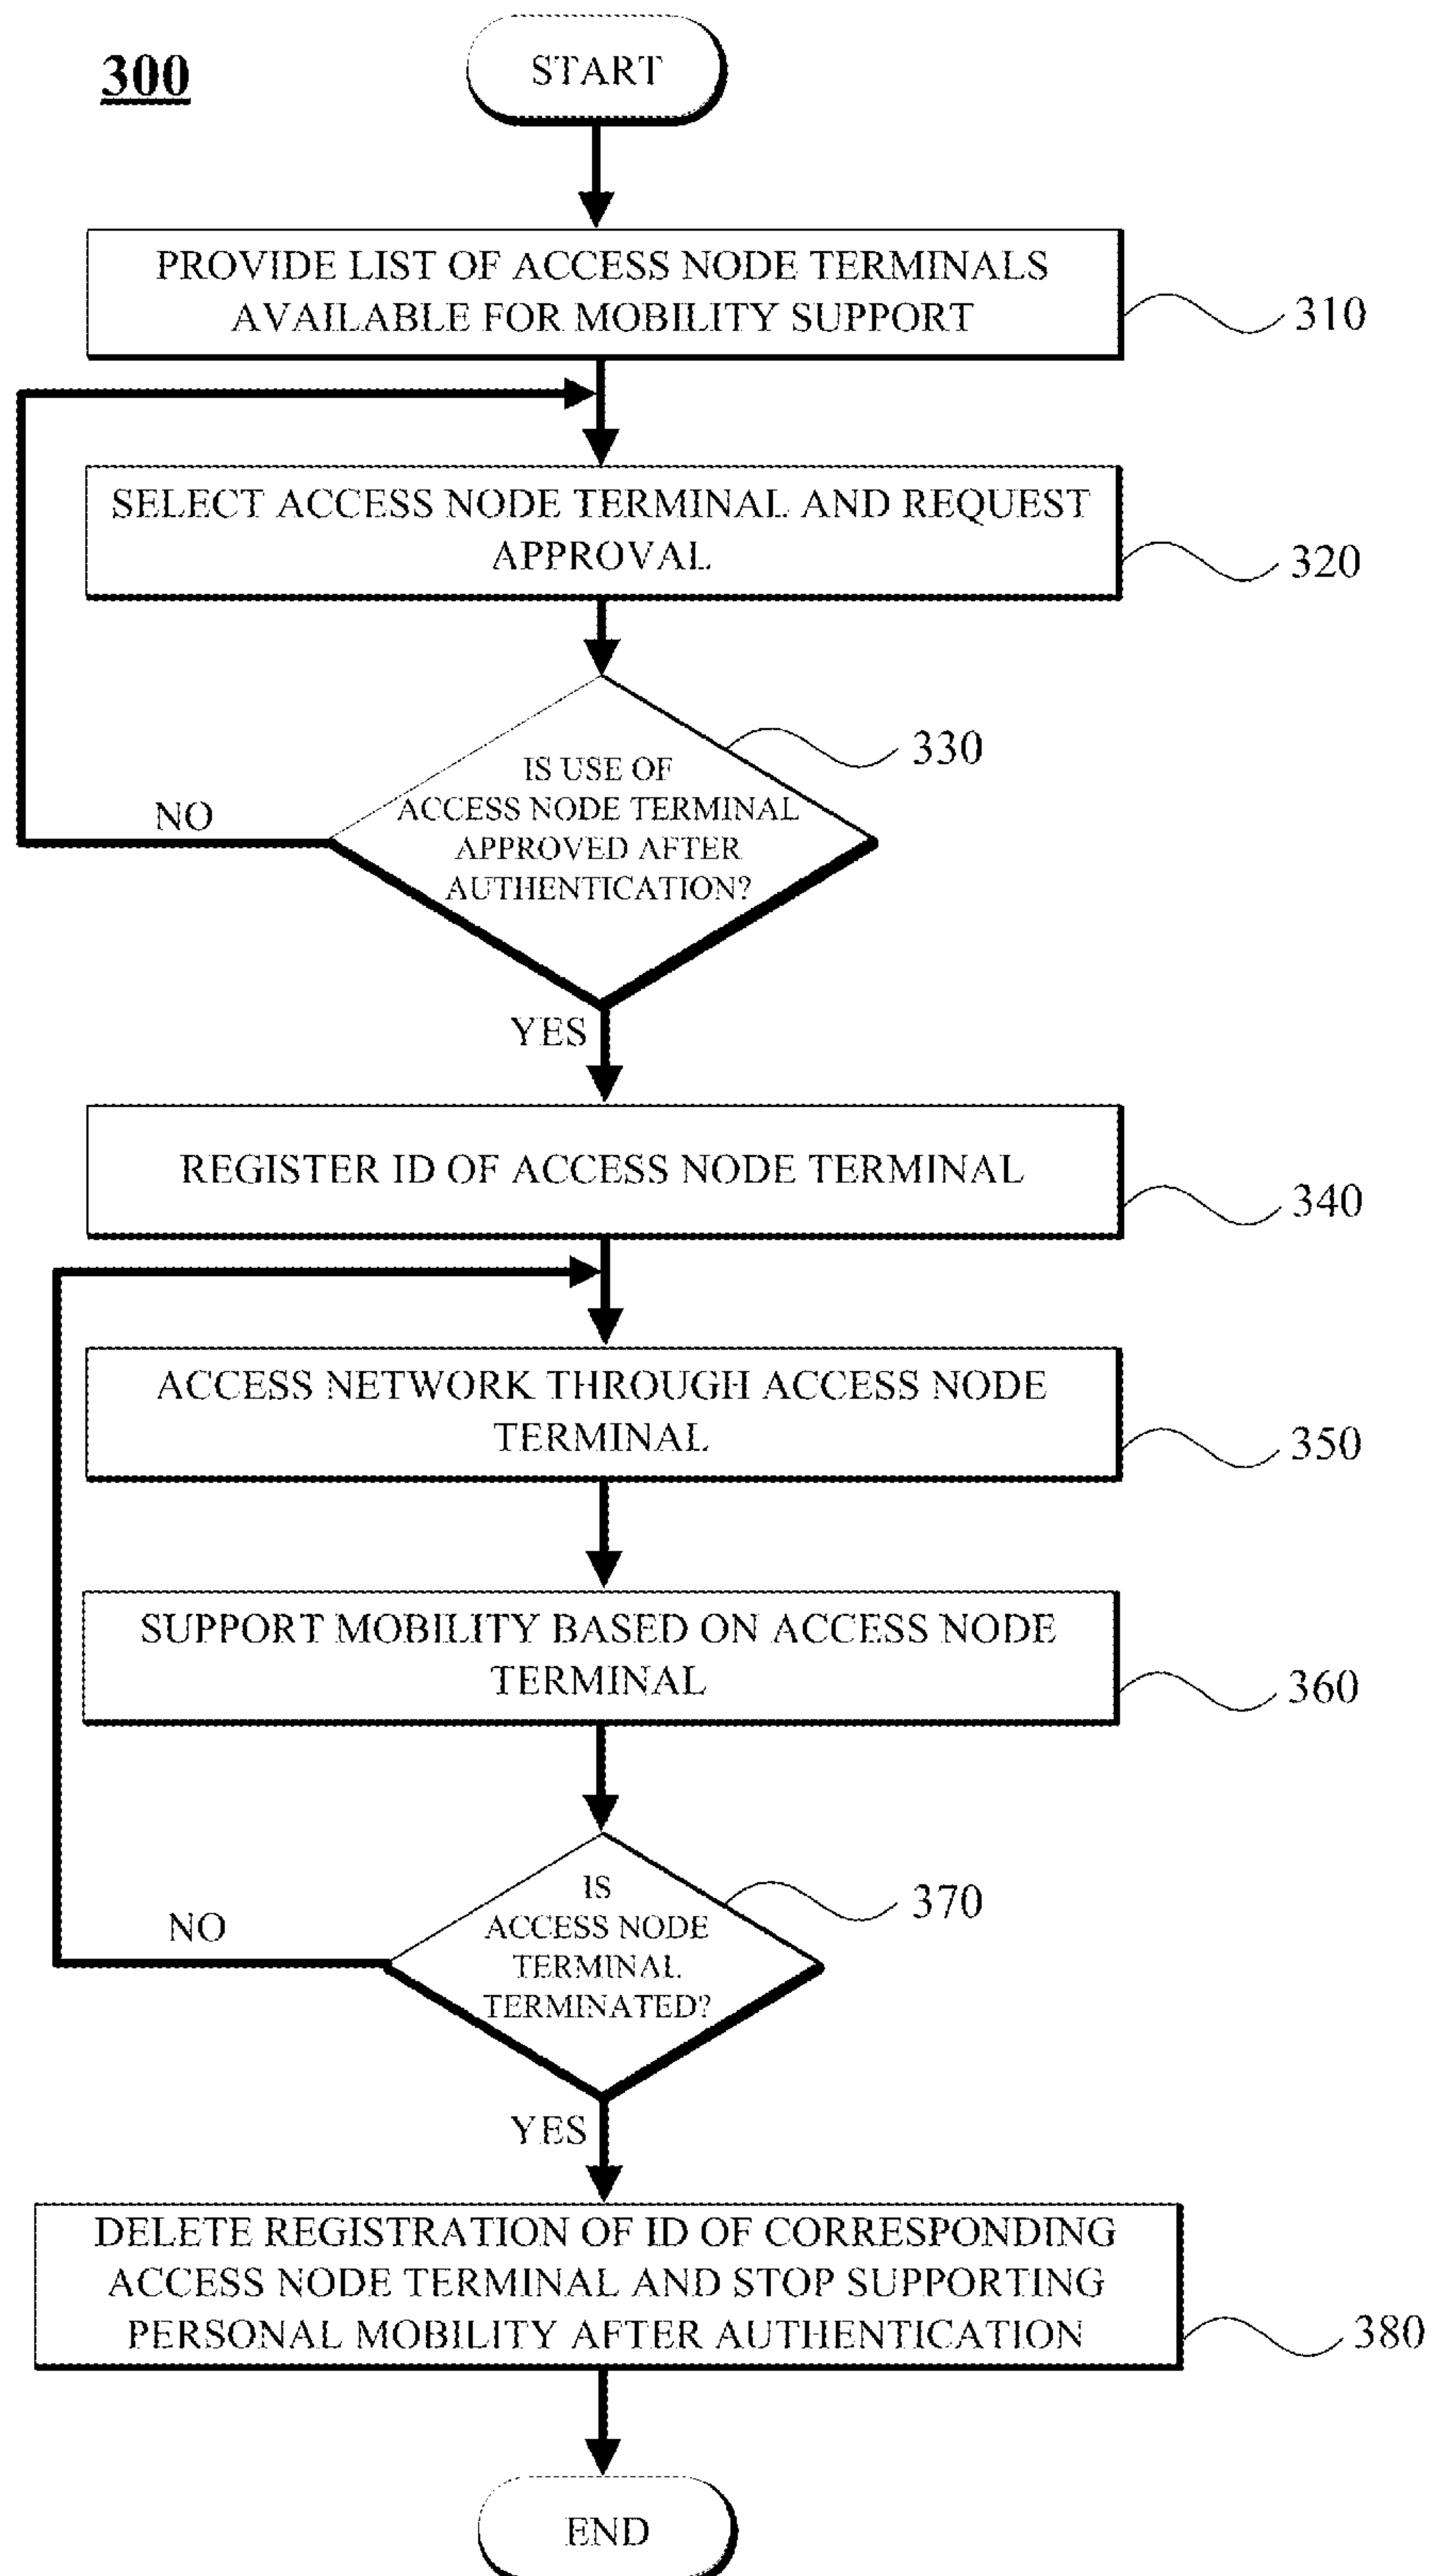 300
START
PROVIDE LIST OF ACCESS NODE TERMINALS
AVAILABLE FOR MOBILITY SUPPORT
310
SELECT ACCESS NODE TERMINAL AND REQUEST
APPROVAL
320
330
IS USE OF
ACCESS NODE TERMINAL
APPROVED AFTER
AUTHENTICATION?
NO
YES
REGISTER ID OF ACCESS NODE TERMINAL
340
ACCESS NETWORK THROUGH ACCESS NODE
TERMINAL
350
SUPPORT MOBILITY BASED ON ACCESS NODE
TERMINAL
360
370
IS
ACCESS NODE
TERMINAL
TERMINATED?
NO
YES
DELETE REGISTRATION OF ID OF CORRESPONDING
ACCESS NODE TERMINAL AND STOP SUPPORTING
PERSONAL MOBILITY AFTER AUTHENTICATION
380
END